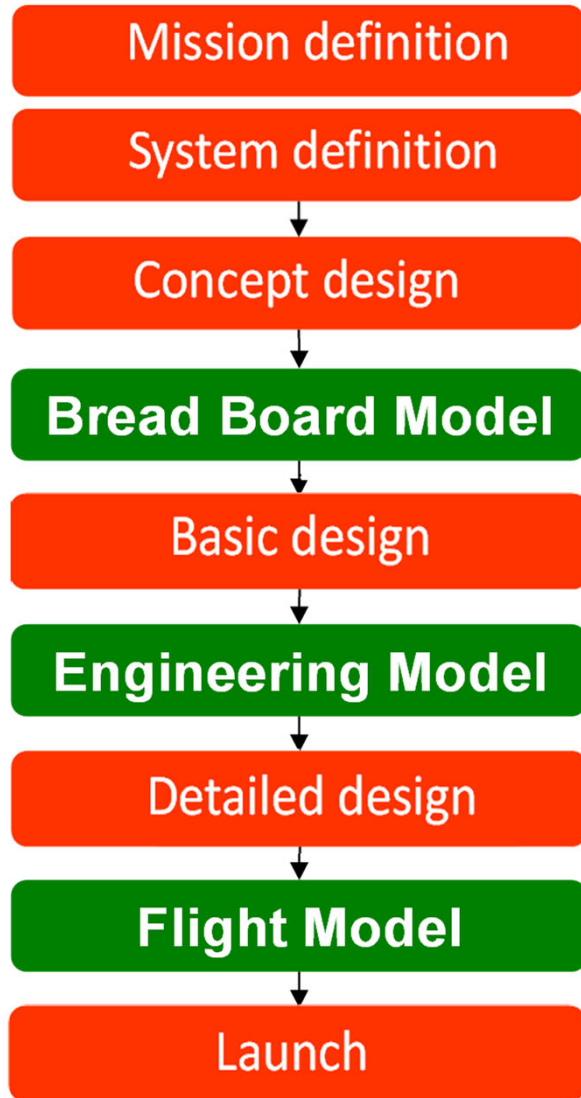 Mission definition
System definition
Concept design
Bread Board Model
Basic design
Engineering Model
Detailed design
Flight Model
Launch